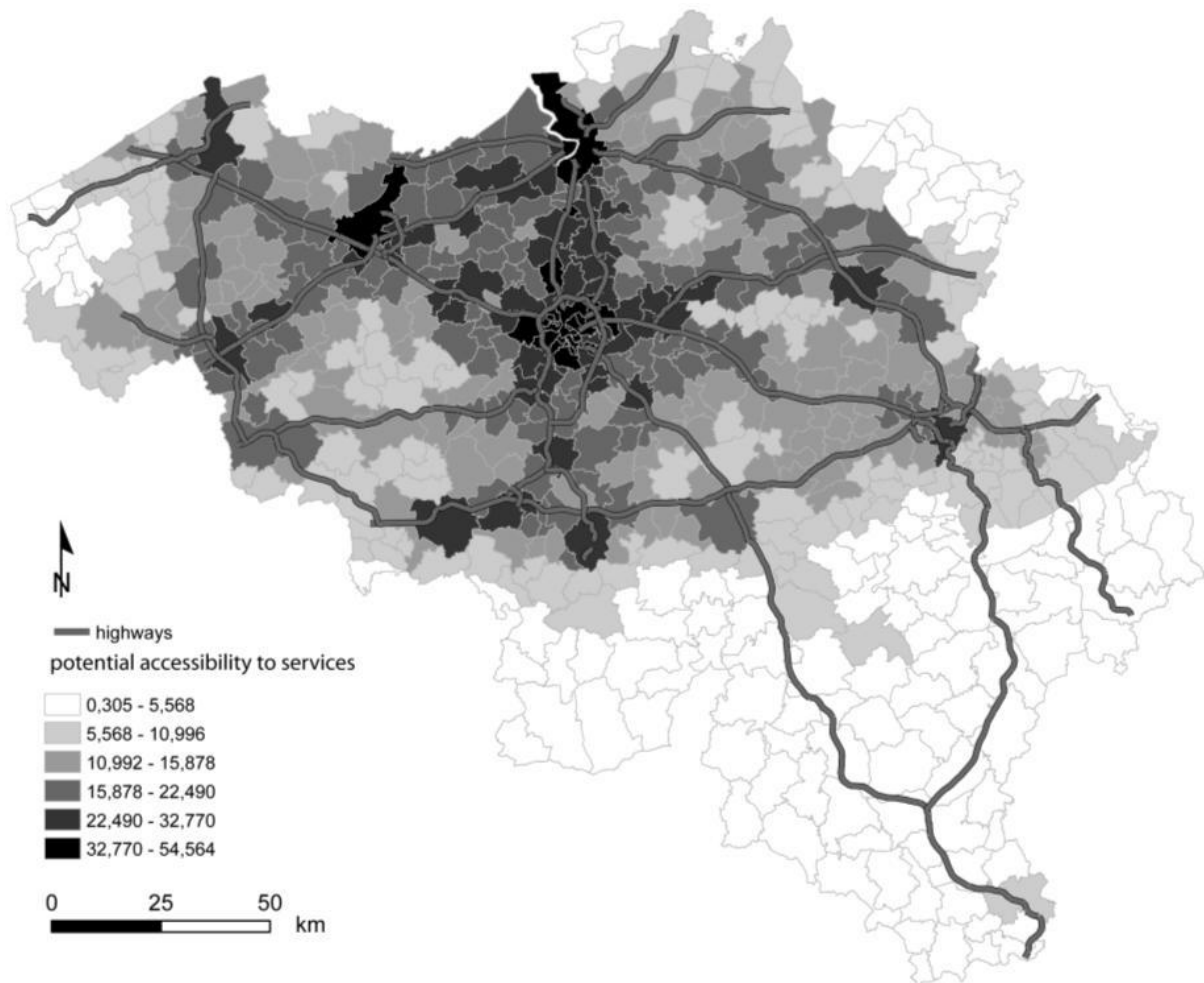 N
highways
potential accessibility to services
0,305 - 5,568
5,568 - 10,996
10,992 - 15,878
15,878 - 22,490
22,490 - 32,770
32,770 - 54,564
0 25 50
km